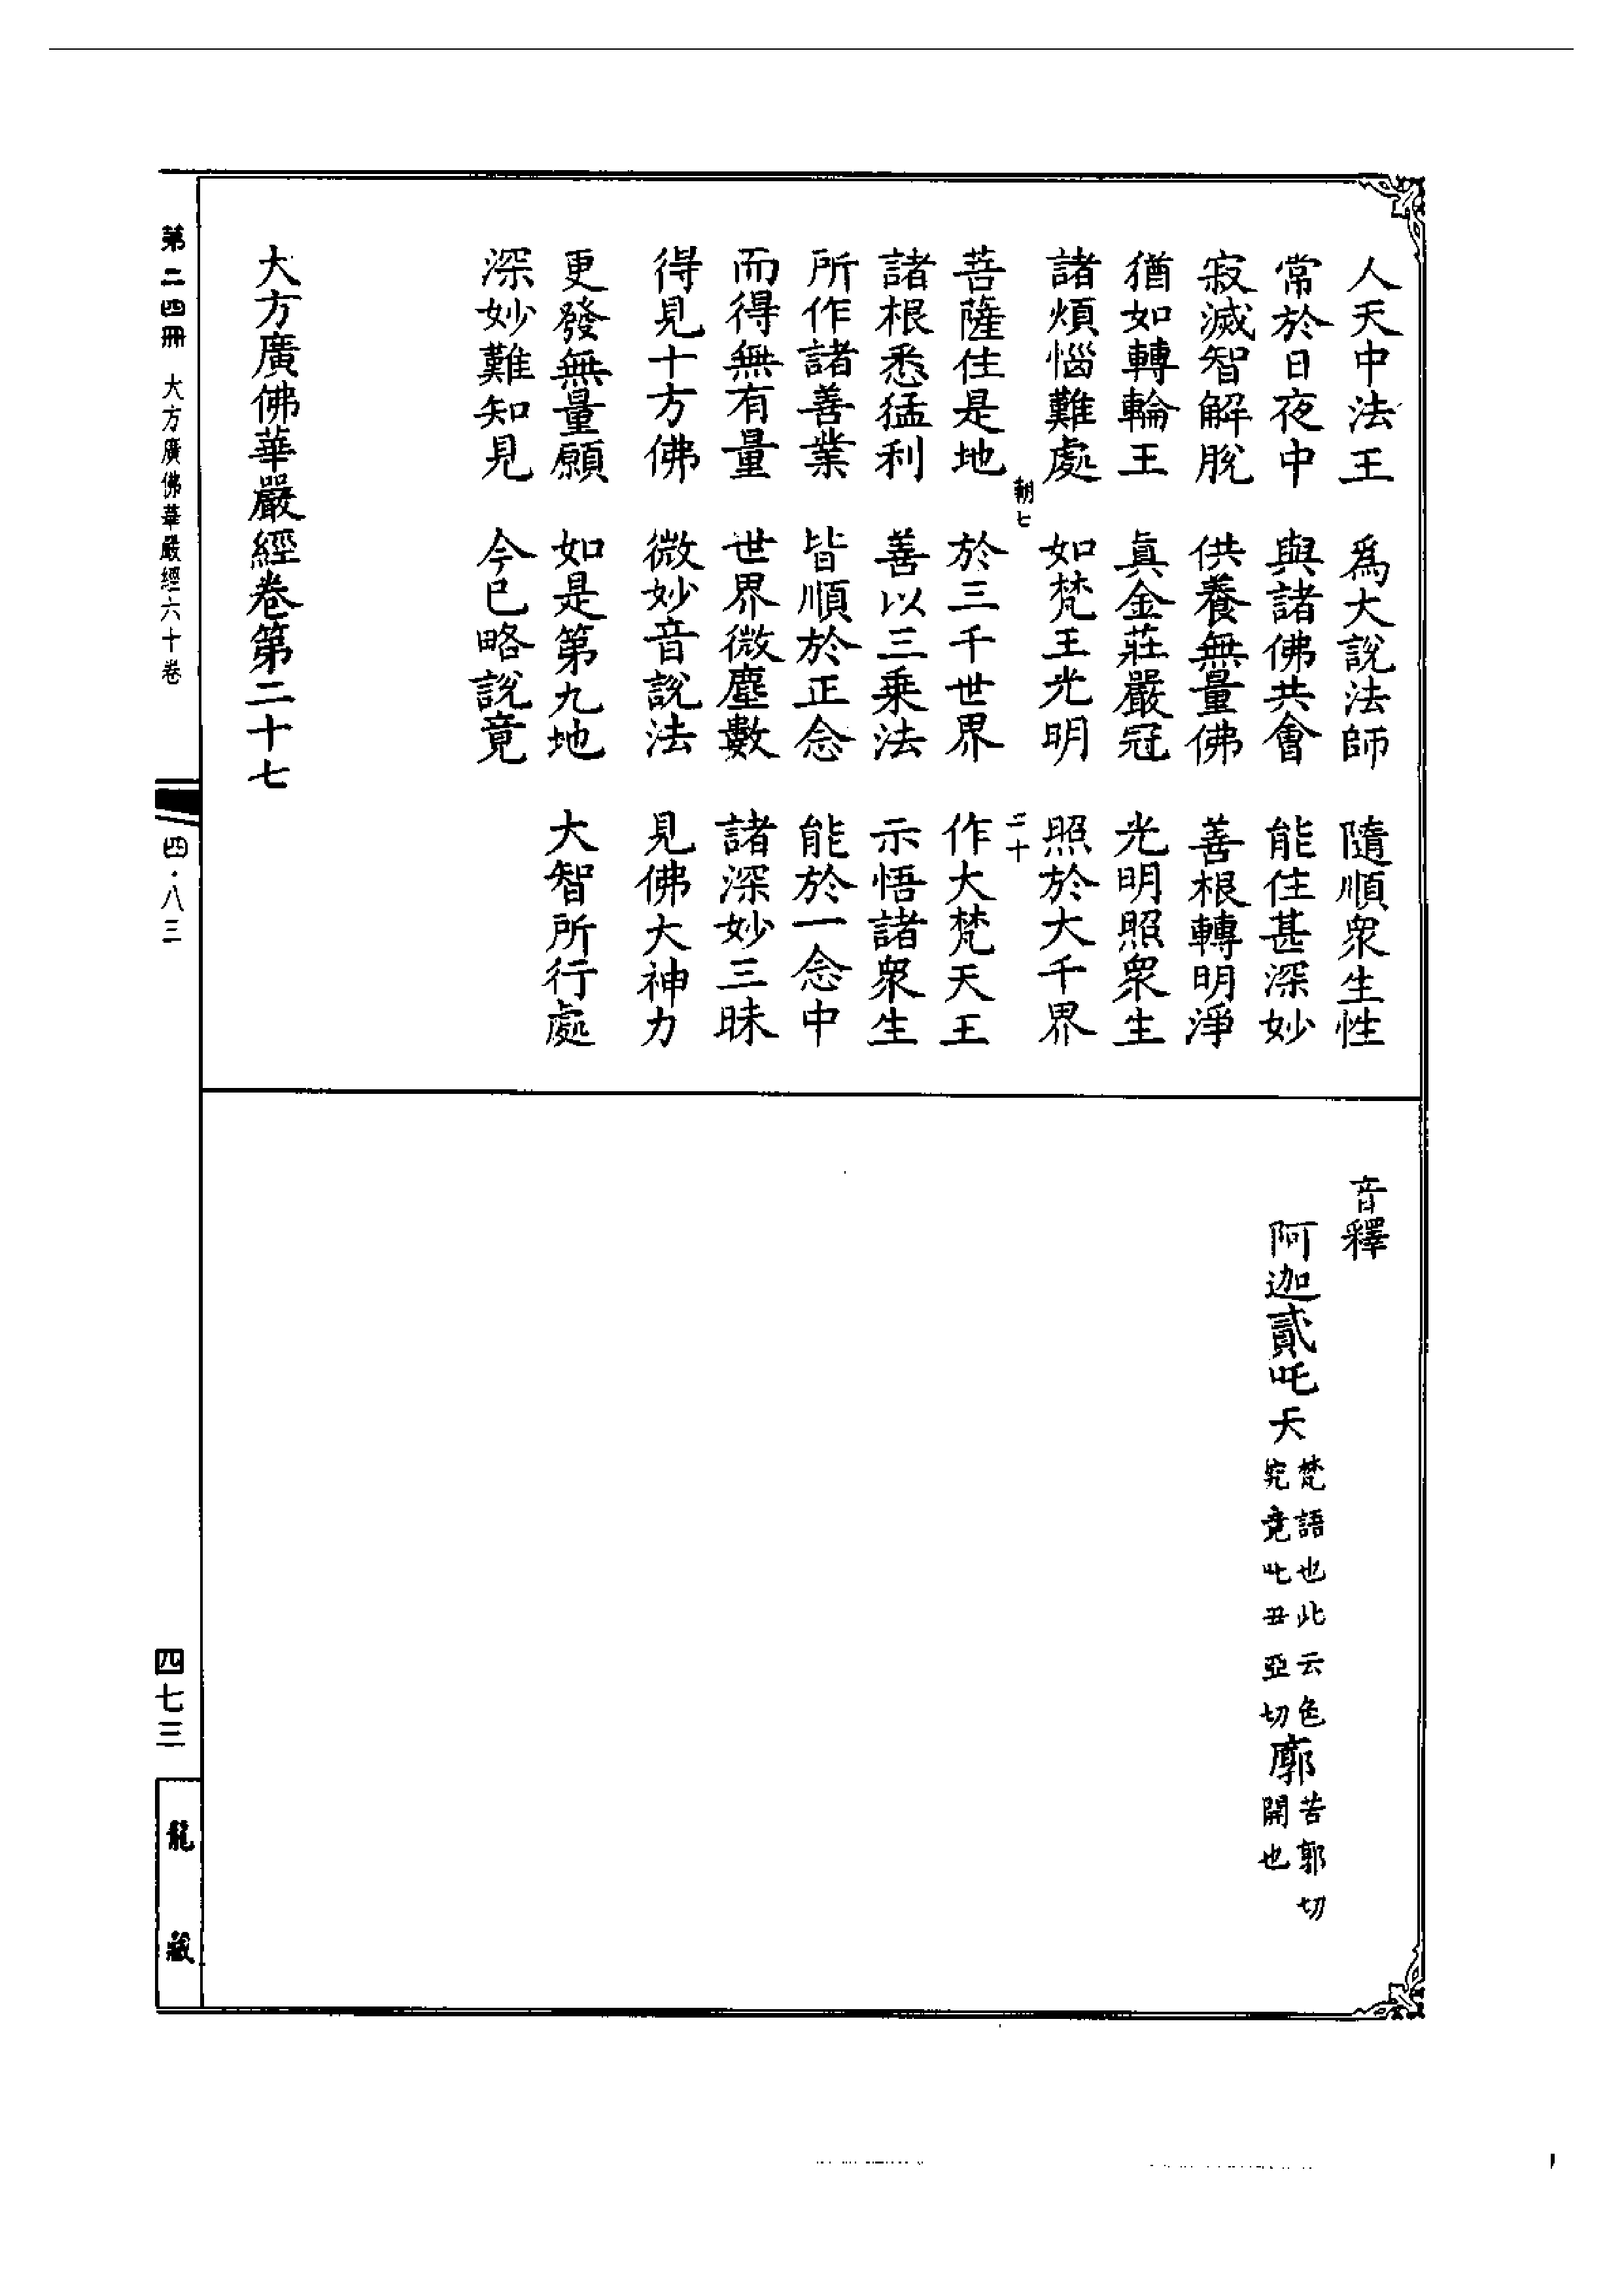 人天中法王　爲大說法師　隨順眾生性
常於日夜中　與諸佛共會　能住甚深妙
寂滅智解脫　供養無量佛　善根轉明淨
猶如轉輪王　真金莊嚴冠　光明照眾生
諸煩惱難處　如梵王光明　照於大千界
朝七　二十
菩薩住是地　於三千世界　作大梵天王
諸根悉猛利　善以三乘法　示悟諸眾生
所作諸善業　皆順於正念　能於一念中
而得無有量　世界微塵數　諸深妙三昧
得見十方佛　微妙音說法　見佛大神力
更發無量願　如是第九地　大智所行處
深妙難知見　今已略說竟
大方廣佛華嚴經卷第二十七
音釋
阿迦貳吒天梵語也此云色究竟吒丑亞切廓苦郭切開也
第二四冊　大方廣佛華嚴經六十卷
四・八三
四七三
龍藏